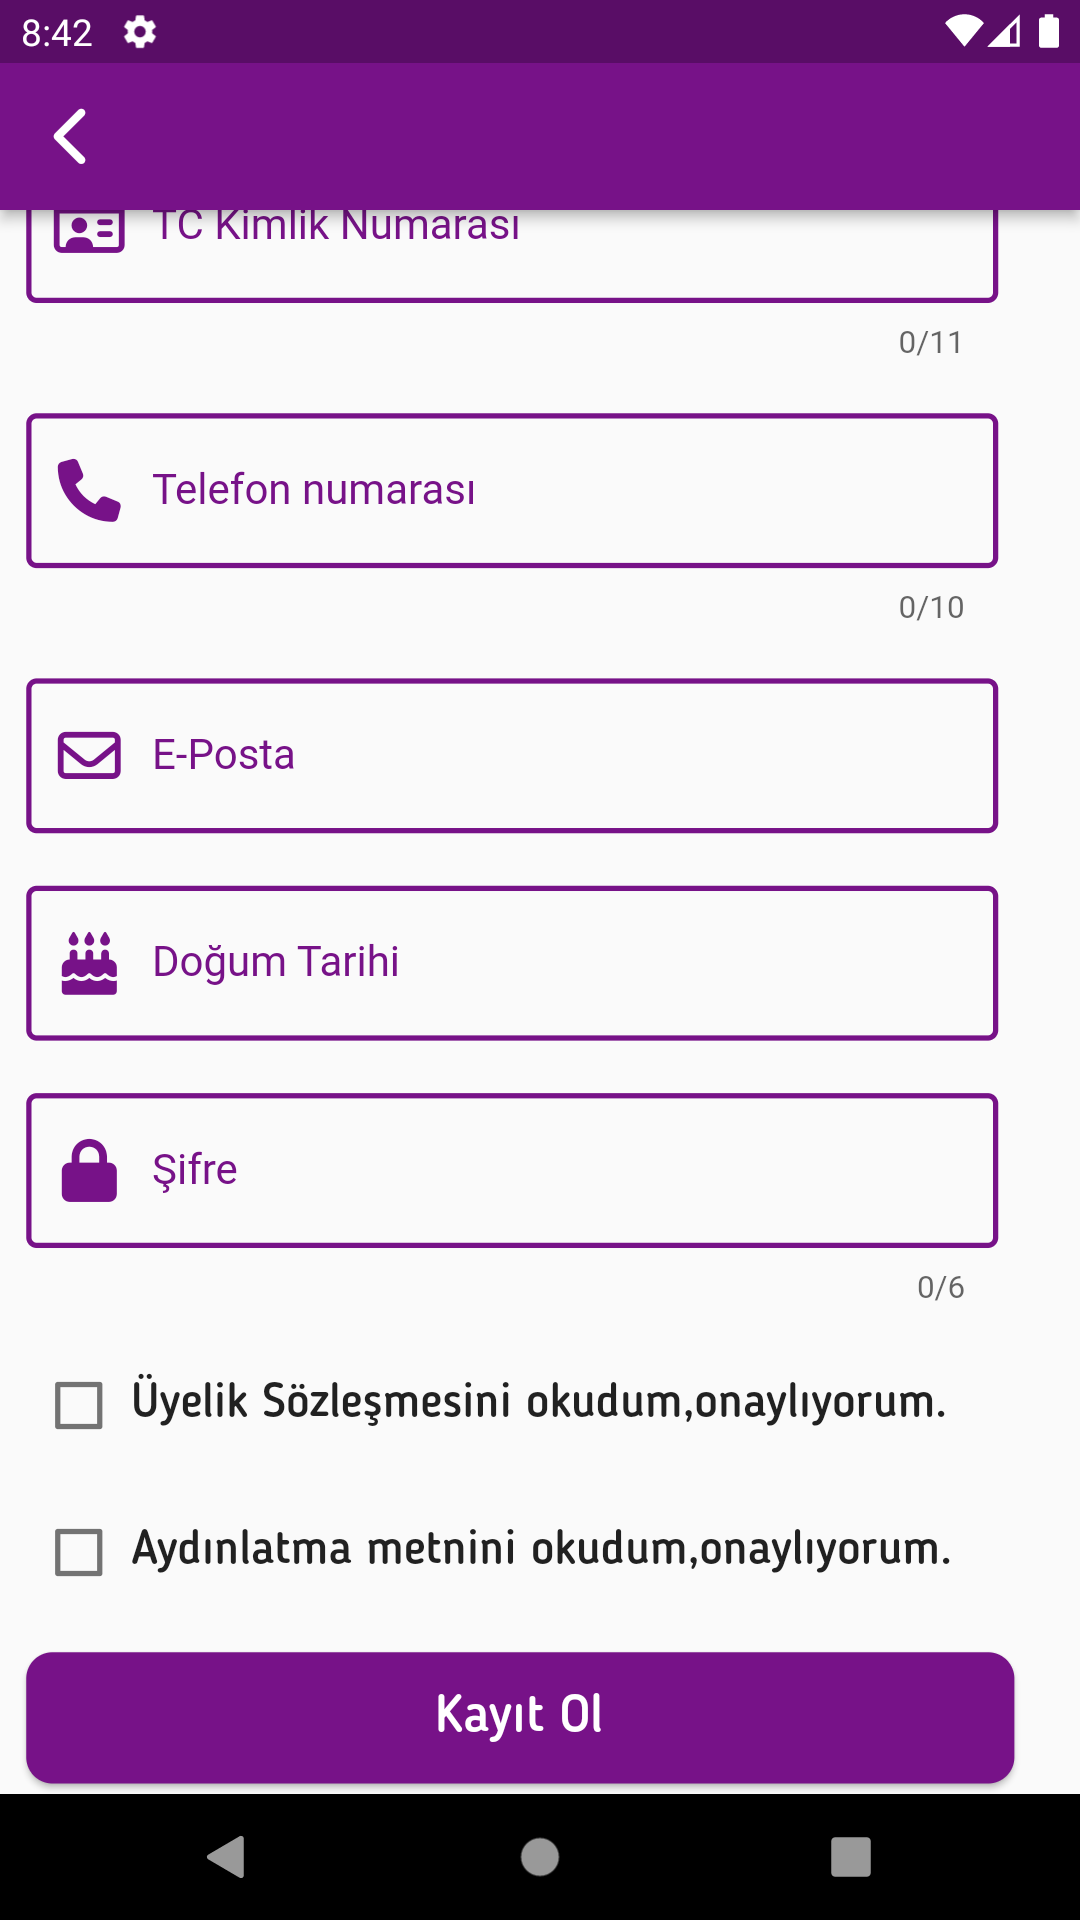 8:42
TC Kimlik Numarası
0/11
Telefon numarası
0/10
E-Posta
Doğum Tarihi
Şifre
0/6
Üyelik Sözleşmesini okudum,onaylıyorum.
Aydınlatma metnini okudum,onaylıyorum.
Kayıt Ol